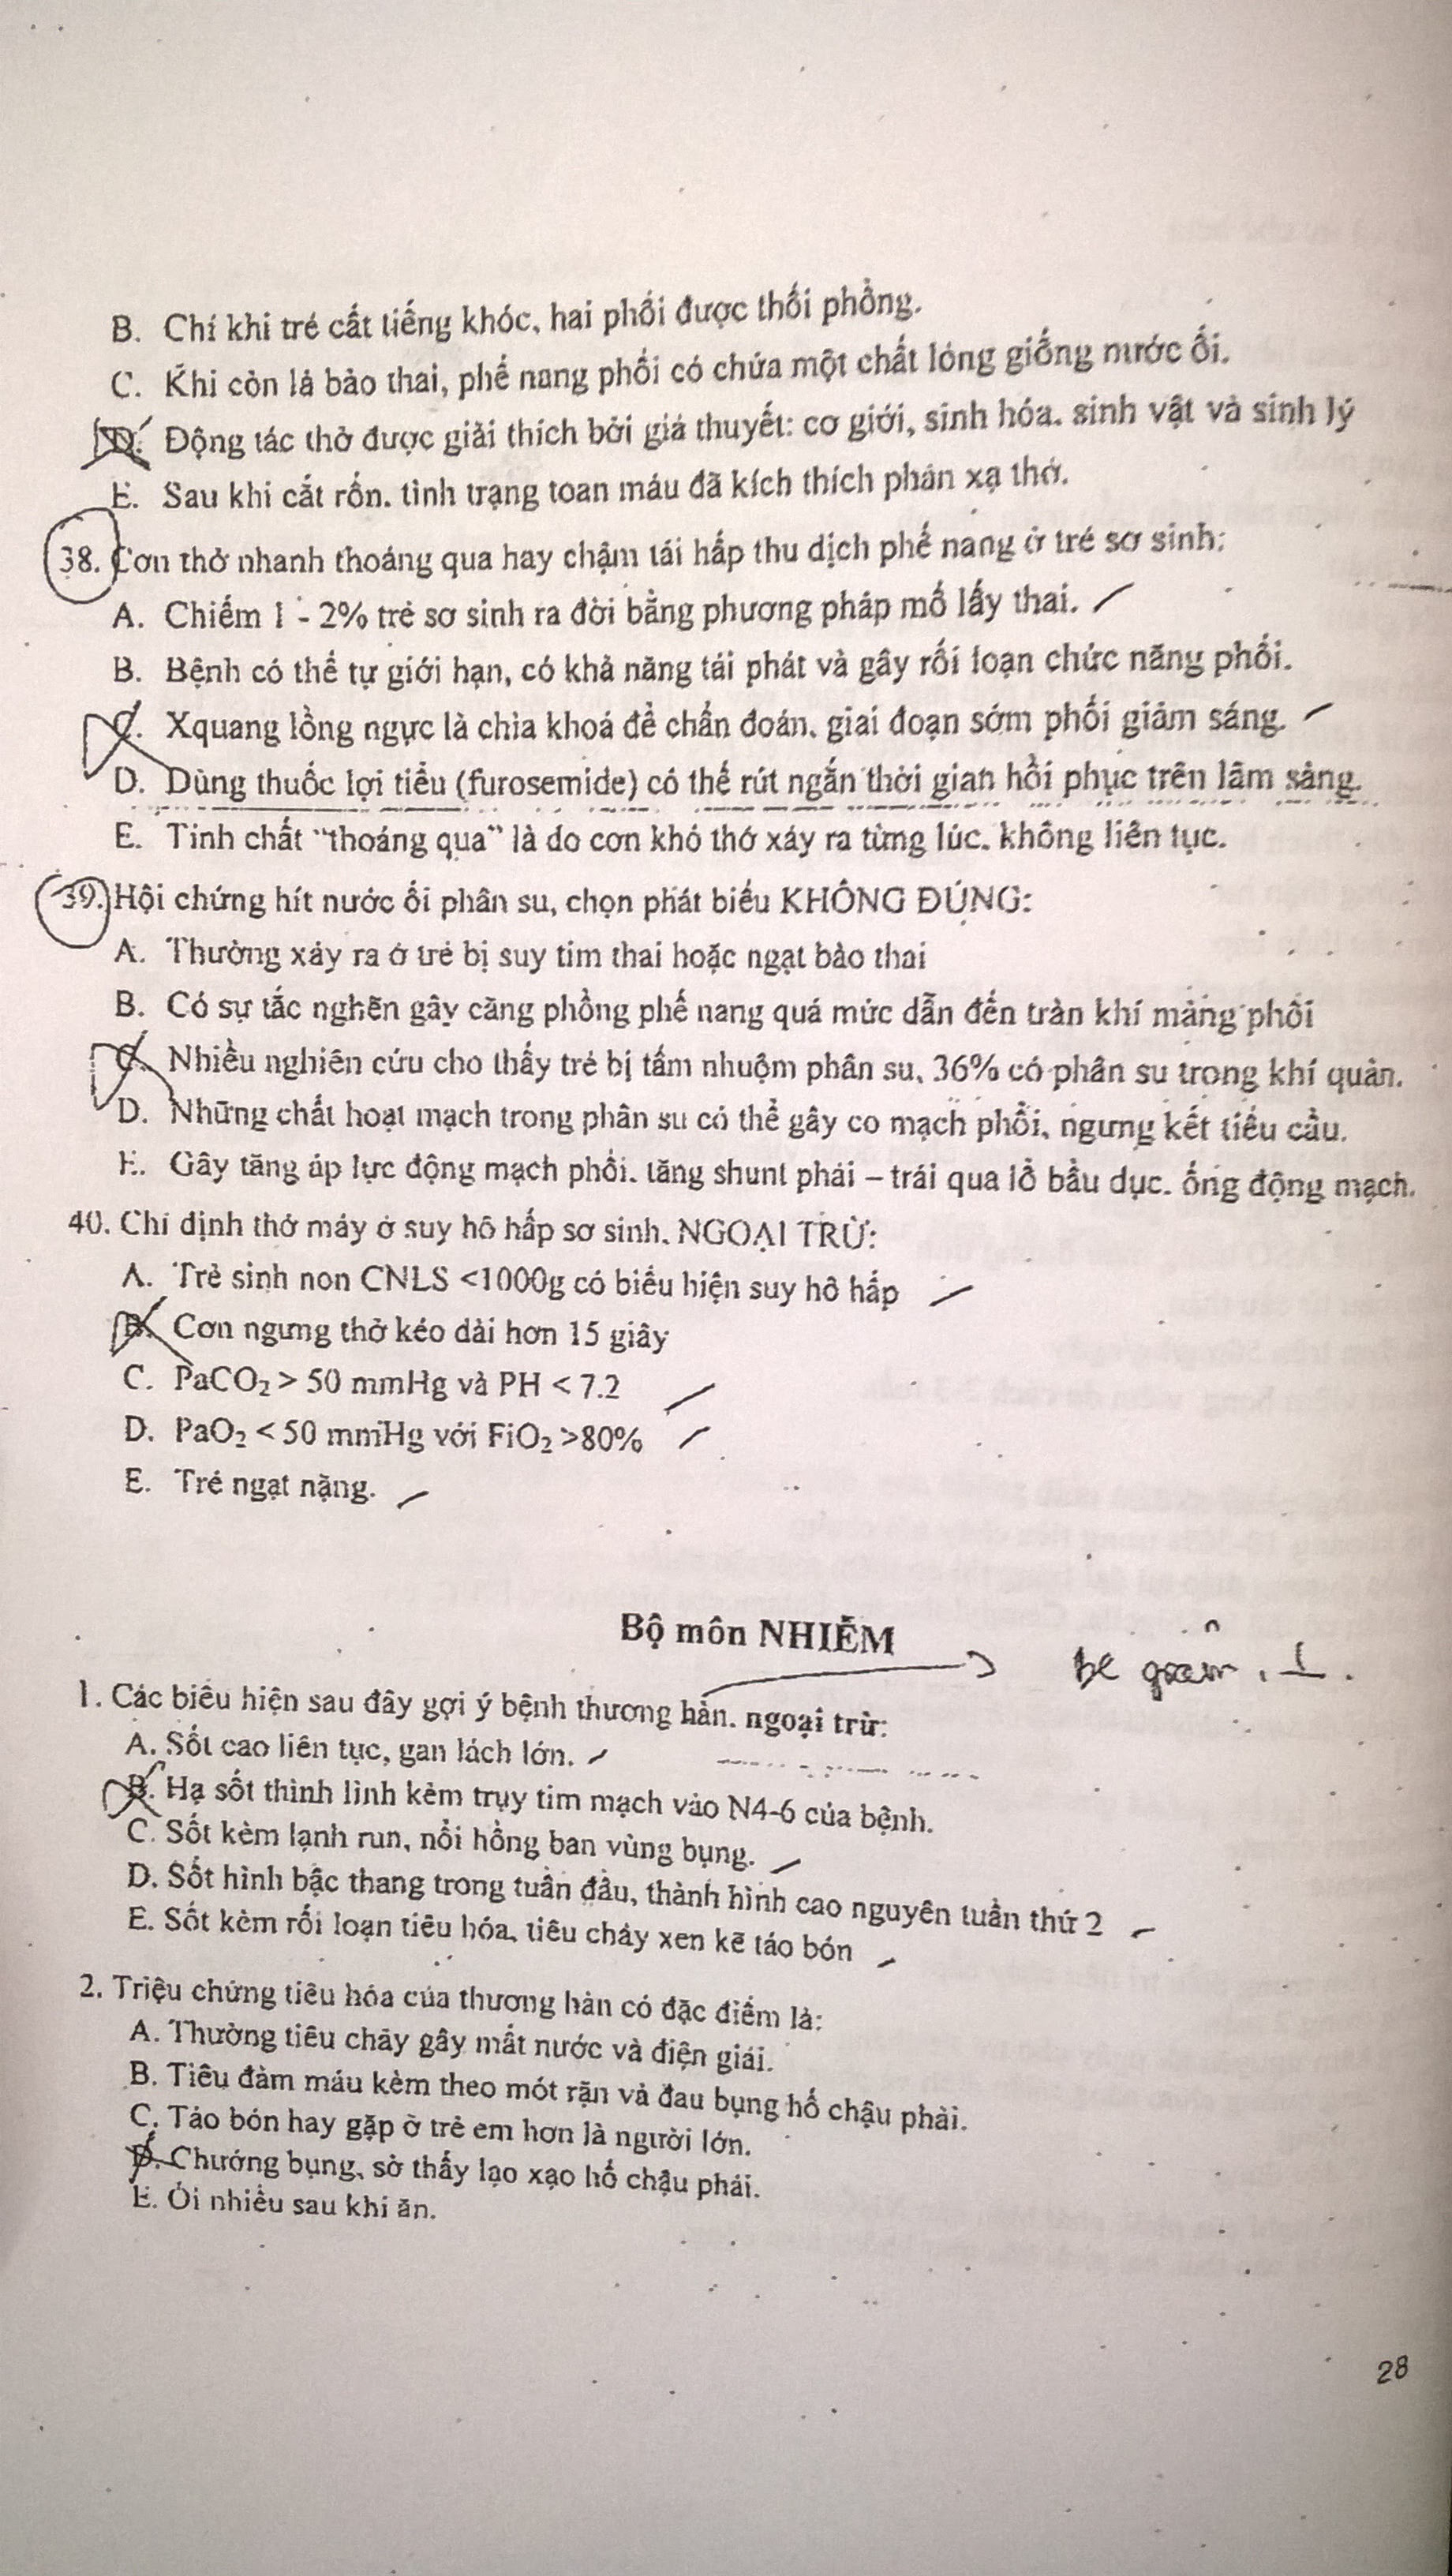 B. Chỉ khi trẻ cất tiếng khóc, hai phổi được thổi phồng.
C. Khi còn là bào thai, phế nang phổi có chứa một chất lỏng giống nước ối.
D. Động tác thở được giải thích bởi giả thuyết: cơ giới, sinh hóa, sinh vật và sinh lý
E. Sau khi cắt rốn, tình trạng toan máu đã kích thích phản xạ thở.
38. Cơn thở nhanh thoáng qua hay chậm tái hấp thu dịch phế nang ở trẻ sơ sinh:
A. Chiếm 1 - 2% trẻ sơ sinh ra đời bằng phương pháp mổ lấy thai.
B. Bệnh có thể tự giới hạn, có khả năng tái phát và gây rối loạn chức năng phổi.
C. Xquang lồng ngực là chìa khoá để chẩn đoán, giai đoạn sớm phổi giảm sáng.
D. Dùng thuốc lợi tiểu (furosemide) có thể rút ngắn thời gian hồi phục trên lâm sàng.
E. Tính chất "thoáng qua" là do cơn khó thở xảy ra từng lúc, không liên tục.
39. Hội chứng hít nước ối phân su, chọn phát biểu KHÔNG ĐÚNG:
A. Thường xảy ra ở trẻ bị suy tim thai hoặc ngạt bào thai
B. Có sự tắc nghẽn gây căng phồng phế nang quá mức dẫn đến tràn khí màng phổi
C. Nhiều nghiên cứu cho thấy trẻ bị tẩm nhuộm phân su, 36% có phân su trong khí quản.
D. Những chất hoạt mạch trong phân su có thể gây co mạch phổi, ngưng kết tiểu cầu.
E. Gây tăng áp lực động mạch phổi, tăng shunt phải – trái qua lỗ bầu dục, ống động mạch.
40. Chỉ định thở máy ở suy hô hấp sơ sinh, NGOẠI TRỪ:
A. Trẻ sinh non CNLS <1000g có biểu hiện suy hô hấp
B. Cơn ngưng thở kéo dài hơn 15 giây
C. PaCO₂ > 50 mmHg và PH < 7.2
D. PaO₂ < 50 mmHg với FiO₂ >80%
E. Trẻ ngạt nặng.
Bộ môn NHIỄM
1. Các biểu hiện sau đây gợi ý bệnh thương hàn, ngoại trừ:
A. Sốt cao liên tục, gan lách lớn.
B. Hạ sốt thình lình kèm trụy tim mạch vào N4-6 của bệnh.
C. Sốt kèm lạnh run, nổi hồng ban vùng bụng.
D. Sốt hình bậc thang trong tuần đầu, thành hình cao nguyên tuần thứ 2
E. Sốt kèm rối loạn tiêu hóa, tiêu chảy xen kẽ táo bón
2. Triệu chứng tiêu hóa của thương hàn có đặc điểm là:
A. Thường tiêu chảy gây mất nước và điện giải.
B. Tiêu đàm máu kèm theo mót rặn và đau bụng hố chậu phải.
C. Táo bón hay gặp ở trẻ em hơn là người lớn.
D. Chướng bụng, sờ thấy lạo xạo hố chậu phải.
E. Ói nhiều sau khi ăn.
28